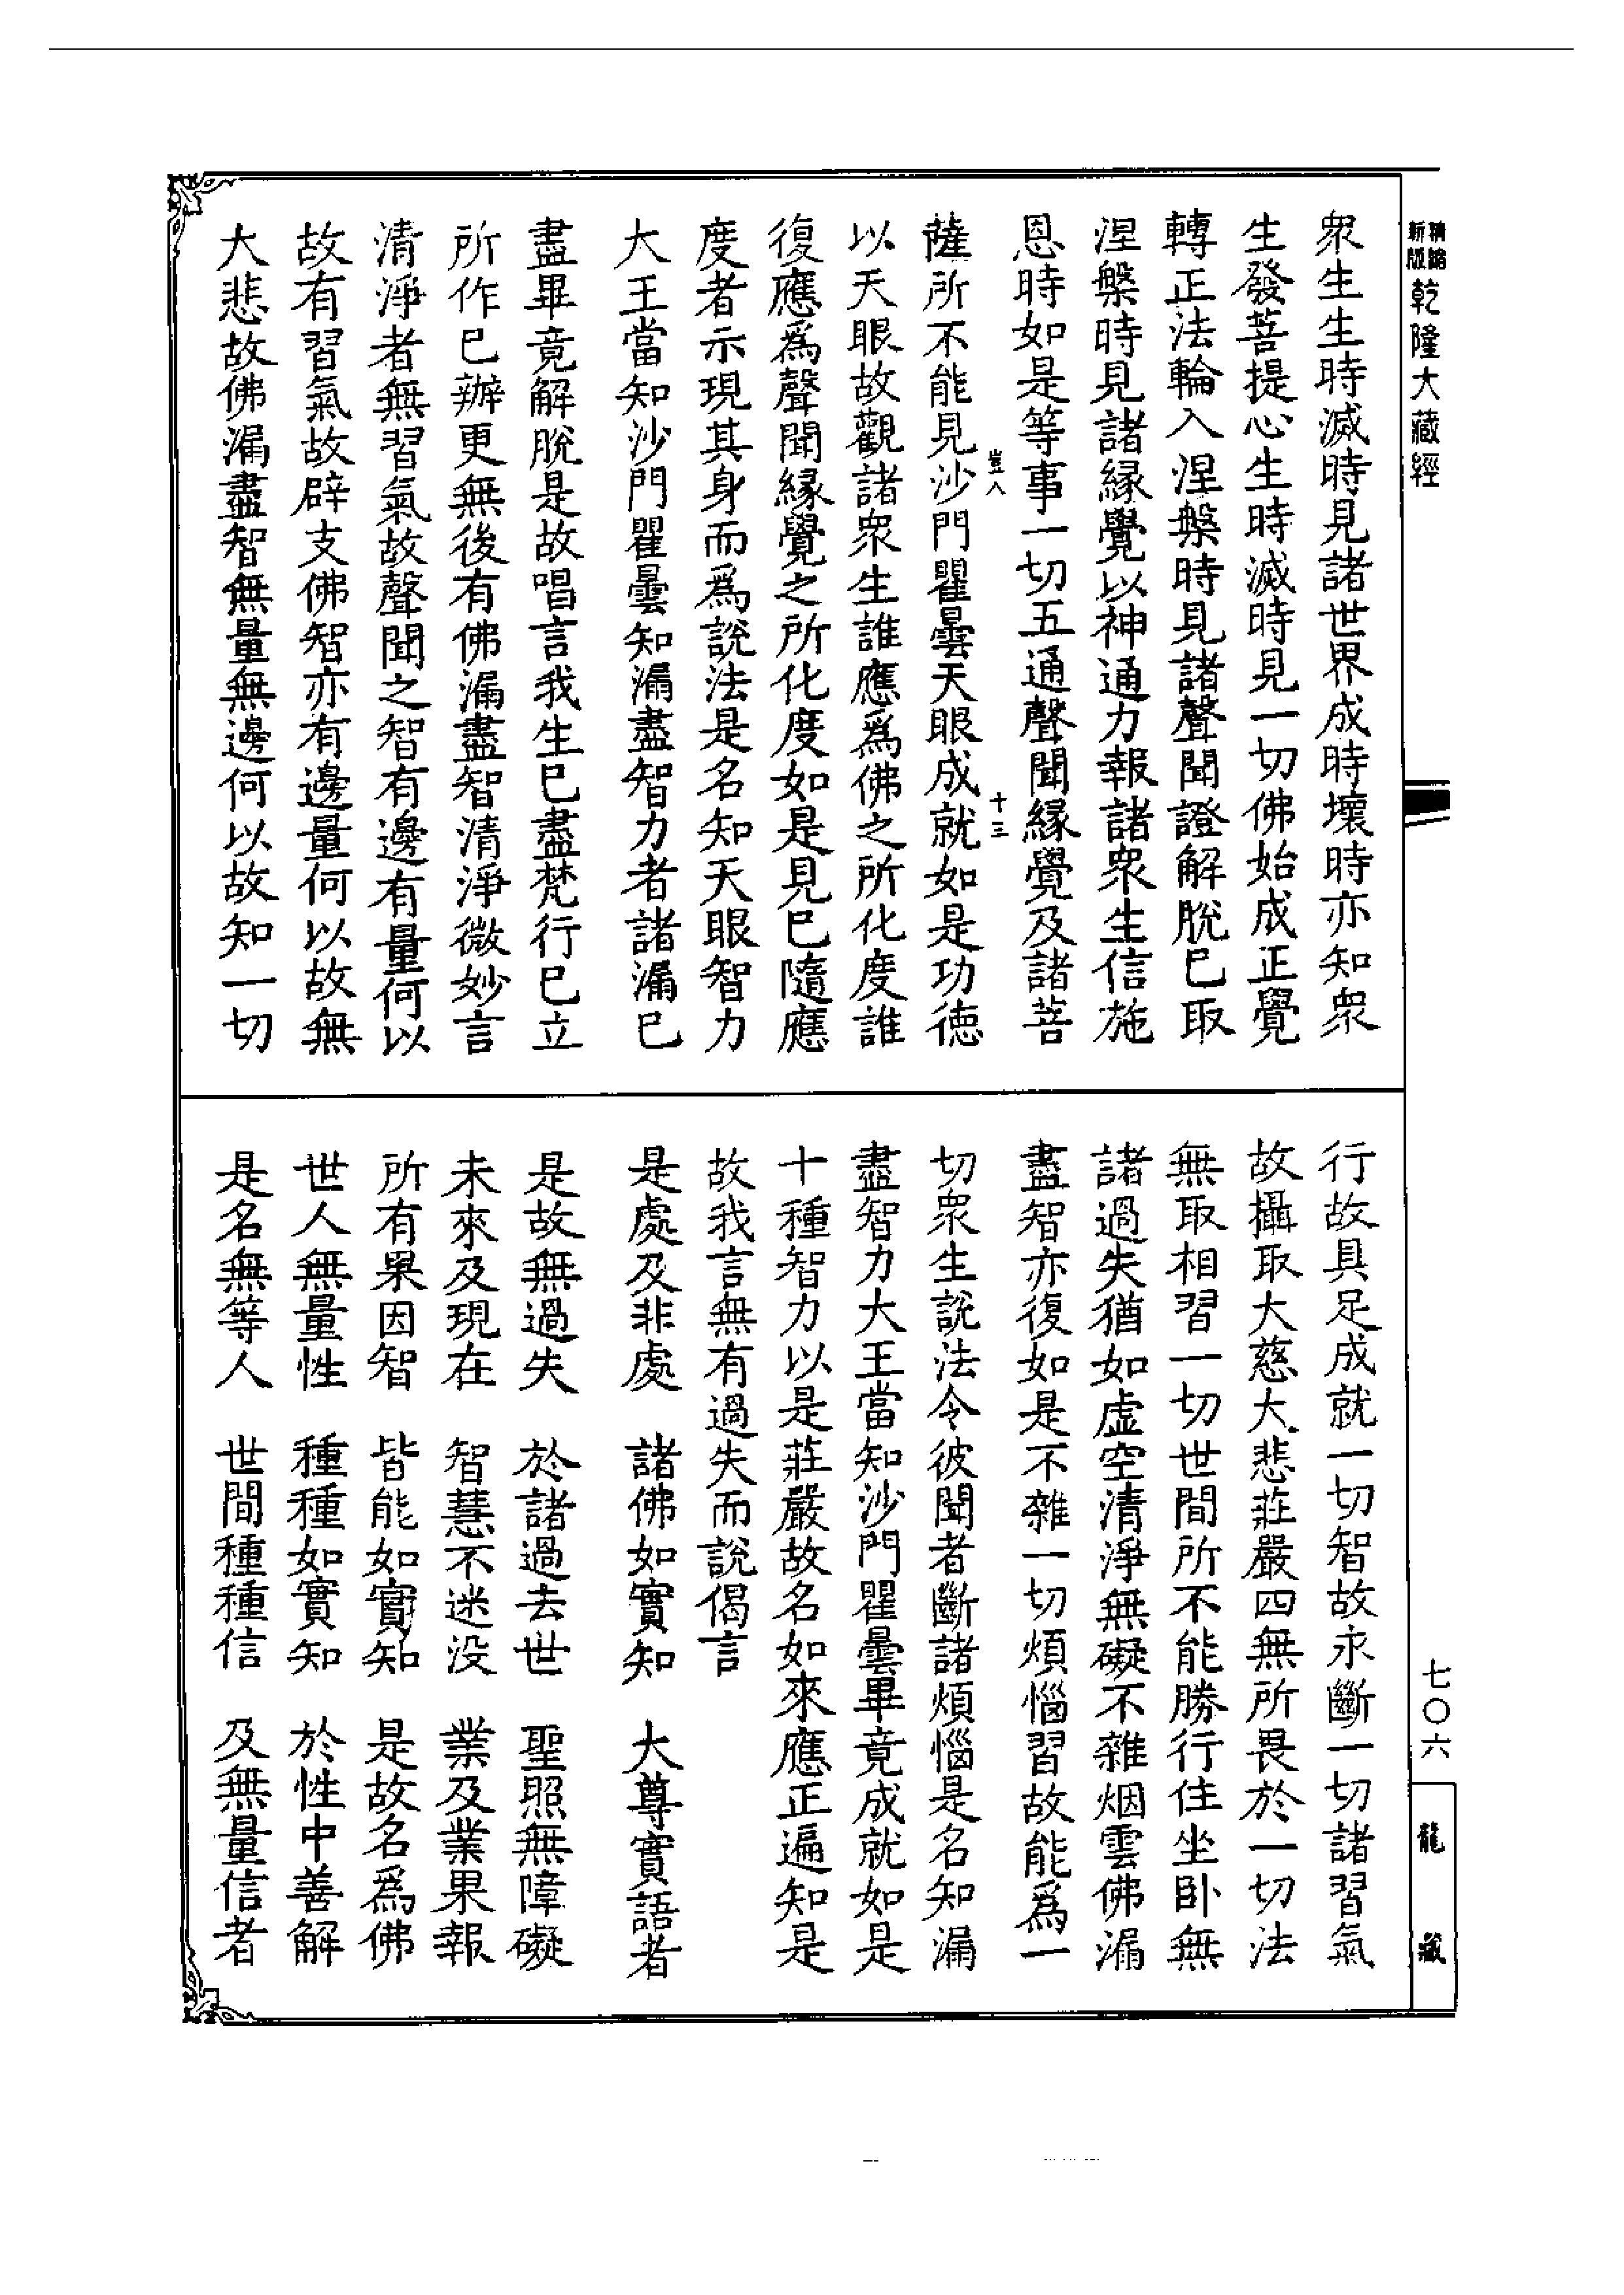 精縮新版乾隆大藏經
七〇六
龍藏
衆生生時滅時見諸世界成時壞時亦知衆
生發菩提心生時滅時見一切佛始成正覺
轉正法輪入涅槃時見諸聲聞證解脫已取
涅槃時見諸緣覺以神通力報諸衆生信施
恩時如是等事一切五通聲聞緣覺及諸菩
豈八
十三
薩所不能見沙門瞿曇天眼成就如是功德
以天眼故觀諸衆生誰應爲佛之所化度誰
復應爲聲聞緣覺之所化度如是見已隨應
度者示現其身而爲說法是名知天眼智力
大王當知沙門瞿曇知漏盡智力者諸漏已
盡畢竟解脫是故唱言我生已盡梵行已立
所作已辦更無後有佛漏盡智清淨微妙言
清淨者無習氣故聲聞之智有邊有量何以
故有習氣故辟支佛智亦有邊量何以故無
大悲故佛漏盡智無量無邊何以故知一切
行故具足成就一切智故永斷一切諸習氣
故攝取大慈大悲莊嚴四無所畏於一切法
無取相習一切世間所不能勝行住坐卧無
諸過失猶如虛空清淨無礙不雜烟雲佛漏
盡智亦復如是不雜一切煩惱習故能爲一
切衆生說法令彼聞者斷諸煩惱是名知漏
盡智力大王當知沙門瞿曇畢竟成就如是
十種智力以是莊嚴故名如來應正遍知是
故我言無有過失而說偈言
是處及非處　諸佛如實知　大尊實語者
是故無過失　於諸過去世　聖照無障礙
未來及現在　智慧不迷没　業及業果報
所有果因智　皆能如實知　是故名爲佛
世人無量性　種種如實知　於性中善解
是名無等人　世間種種信　及無量信者